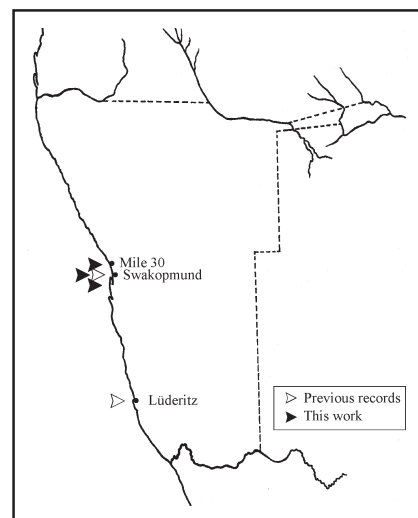 Mile 30
Swakopmund
Lüderitz
Previous records
This work